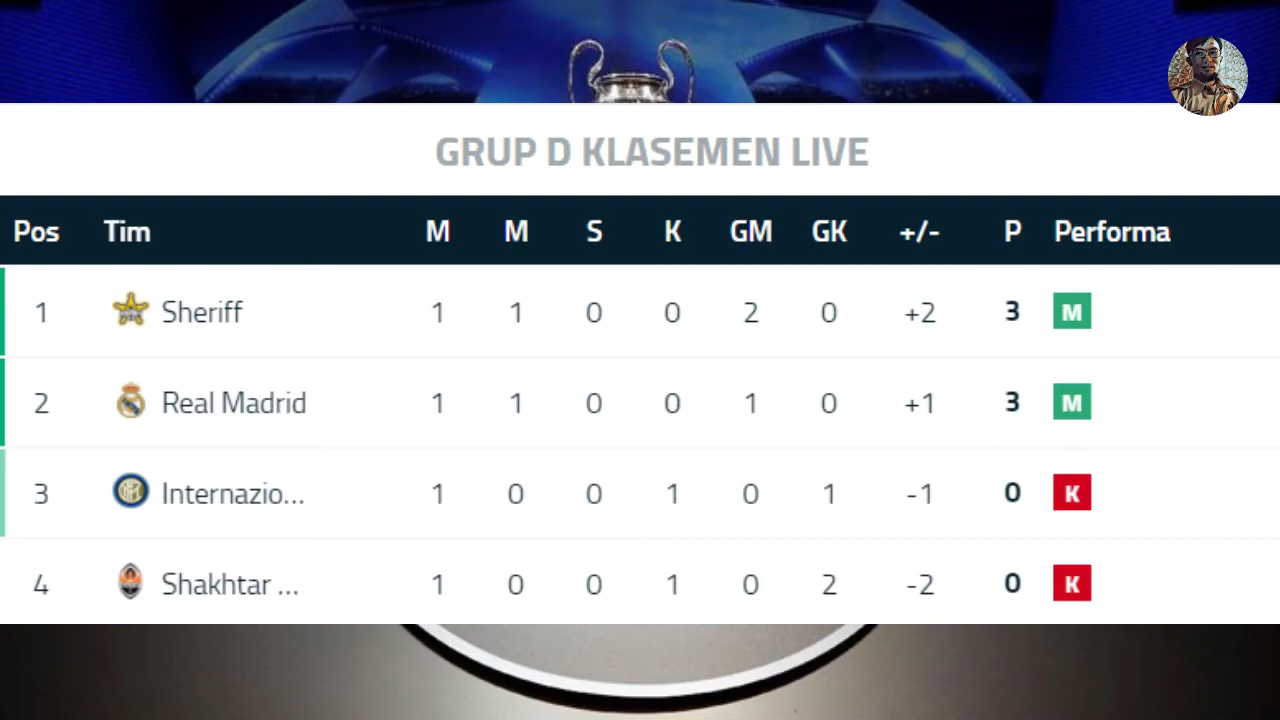 GRUP D KLASEMEN LIVE
Pos Tim M M S K GM GK +/- P Performa
1 Sheriff 1 1 0 0 2 0 +2 3 M
2 Real Madrid 1 1 0 0 1 0 +1 3 M
3 Internazio... 1 0 0 1 0 1 -1 0 K
4 Shakhtar ... 1 0 0 1 0 2 -2 0 K